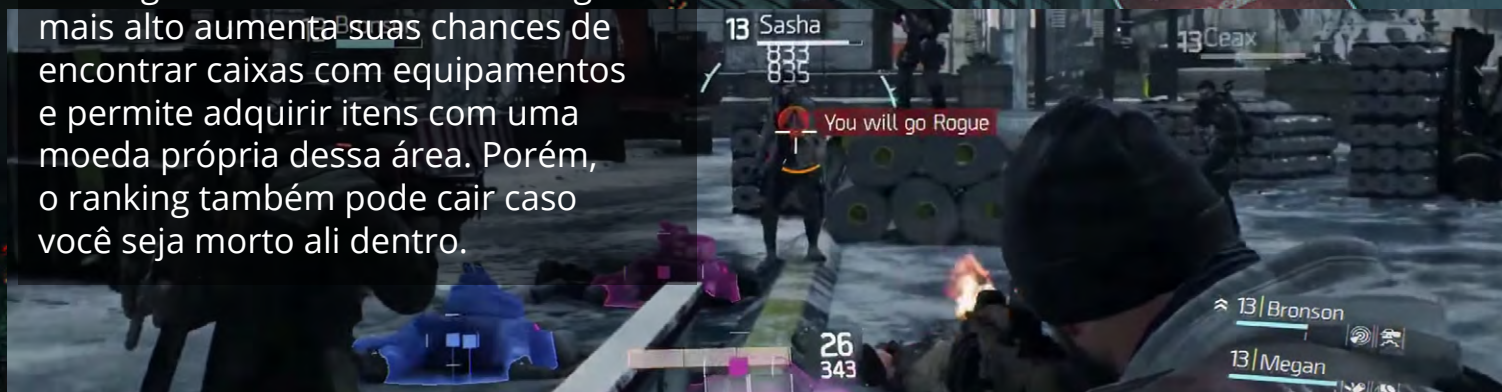 mais alto aumenta suas chances de
encontrar caixas com equipamentos
e permite adquirir itens com uma
moeda própria dessa área. Porém,
o ranking também pode cair caso
você seja morto ali dentro.
13 Sasha
833
835
13 Ceax
You will go Rogue
26
343
13 Bronson
13 Megan